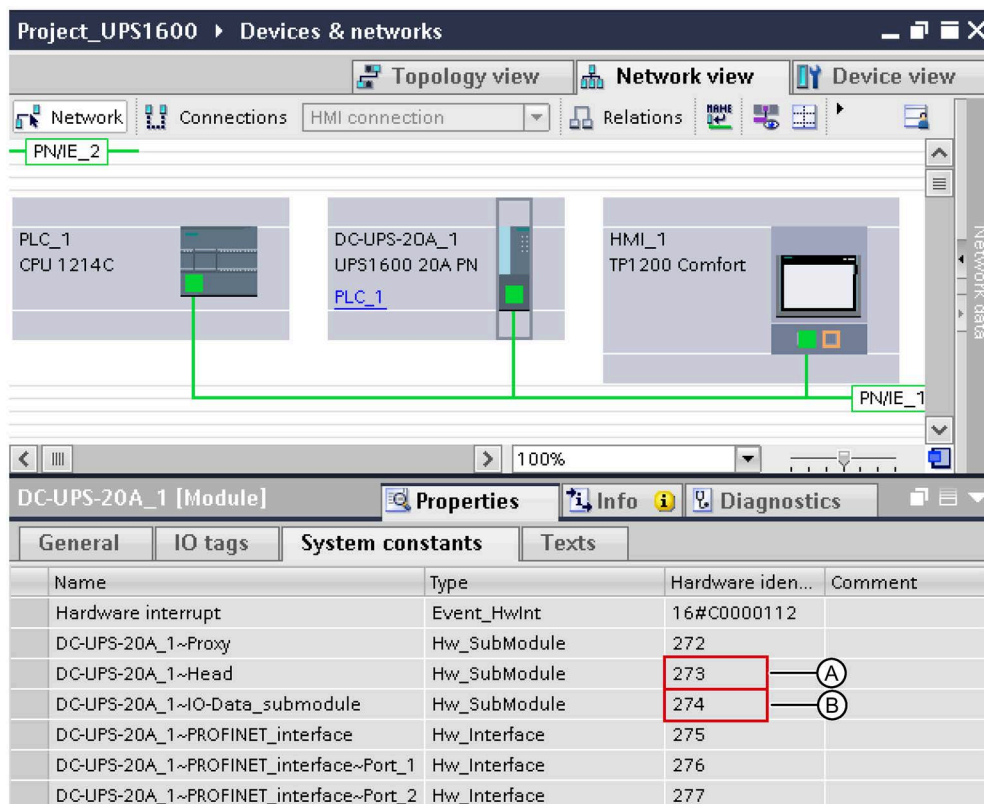 Project_UPS1600 ▸ Devices & networks
Topology view Network view Device view
Network Connections HMI connection Relations
PN/IE_2
PLC_1
CPU 1214C
DC-UPS-20A_1
UPS1600 20A PN
PLC_1
HMI_1
TP1200 Comfort
Network data
PN/IE_1
100%
DC-UPS-20A_1 [Module] Properties Info Diagnostics
General IO tags System constants Texts
Name Type Hardware iden... Comment
Hardware interrupt Event_HwInt 16#C0000112
DC-UPS-20A_1~Proxy Hw_SubModule 272
DC-UPS-20A_1~Head Hw_SubModule 273 A
DC-UPS-20A_1~IO-Data_submodule Hw_SubModule 274 B
DC-UPS-20A_1~PROFINET_interface Hw_Interface 275
DC-UPS-20A_1~PROFINET_interface~Port_1 Hw_Interface 276
DC-UPS-20A_1~PROFINET_interface~Port_2 Hw_Interface 277